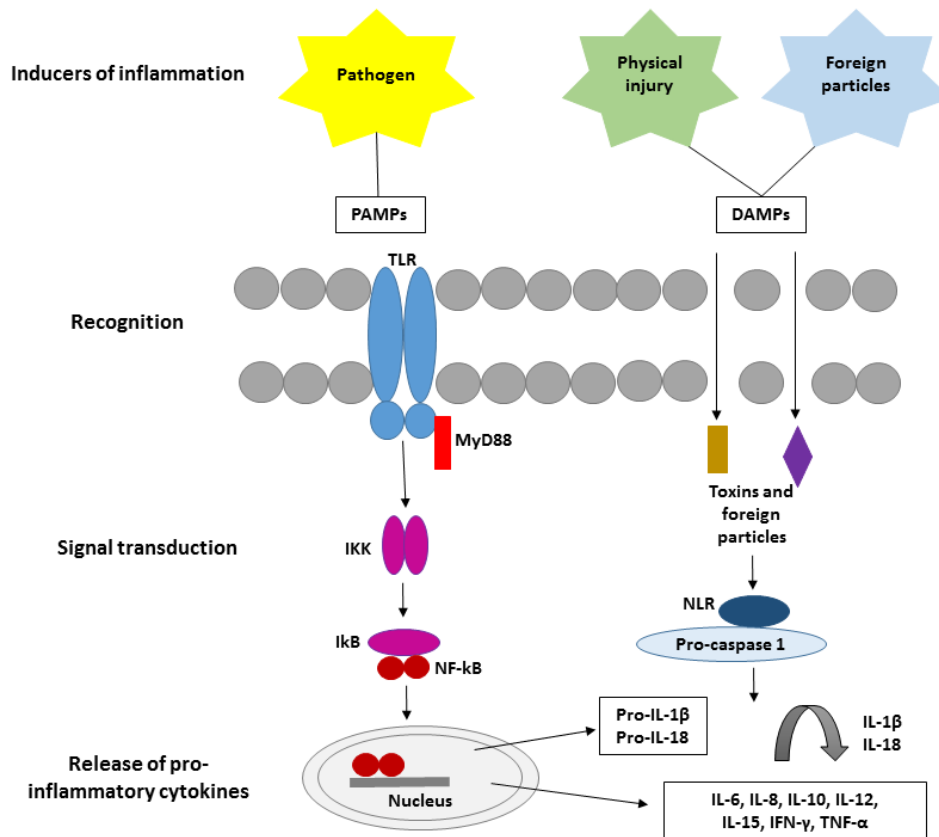 Inducers of inflammation
Pathogen
Physical
injury
Foreign
particles
PAMPs
DAMPs
TLR
Recognition
MyD88
Toxins and
foreign
particles
Signal transduction
IKK
NLR
Pro-caspase 1
IkB
NF-kB
Pro-IL-1β
Pro-IL-18
IL-1β
IL-18
Release of pro-
inflammatory cytokines
Nucleus
IL-6, IL-8, IL-10, IL-12,
IL-15, IFN-γ, TNF-α